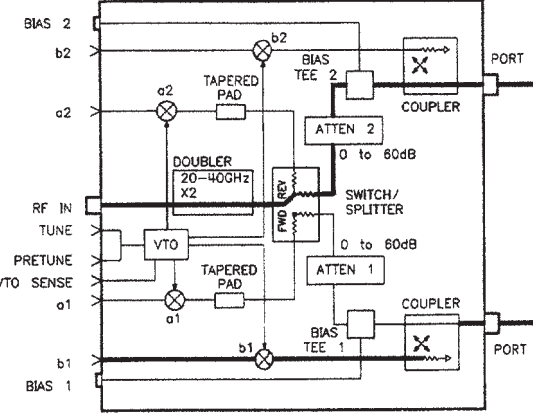 BIAS 2
b2
b2
BIAS
TEE 2
PORT
TAPERED
PAD
a2
a2
COUPLER
ATTEN 2
0 to 60dB
DOUBLER
20-40GHz
X2
REV
FWD
SWITCH/
SPLITTER
RF IN
TUNE
VTO
PRETUNE
VTO SENSE
0 to 60dB
ATTEN 1
TAPERED
PAD
a1
a1
COUPLER
BIAS
TEE 1
PORT
b1
b1
BIAS 1